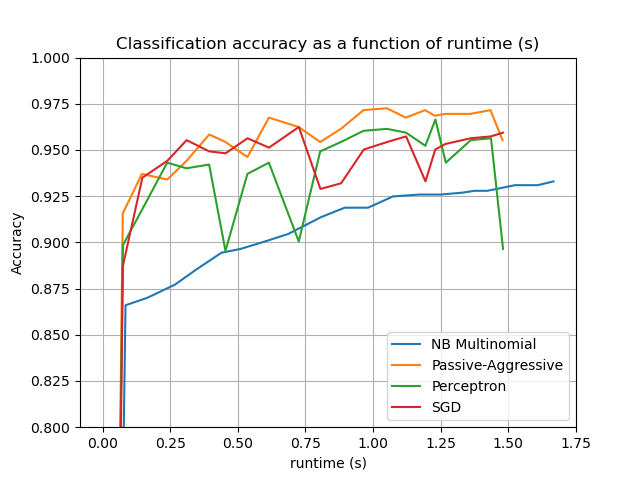 Classification accuracy as a function of runtime (s)
1.000
0.975
0.950
0.925
0.900
0.875
0.850
0.825
0.800
Accuracy
NB Multinomial
Passive-Aggressive
Perceptron
SGD
0.00 0.25 0.50 0.75 1.00 1.25 1.50 1.75
runtime (s)